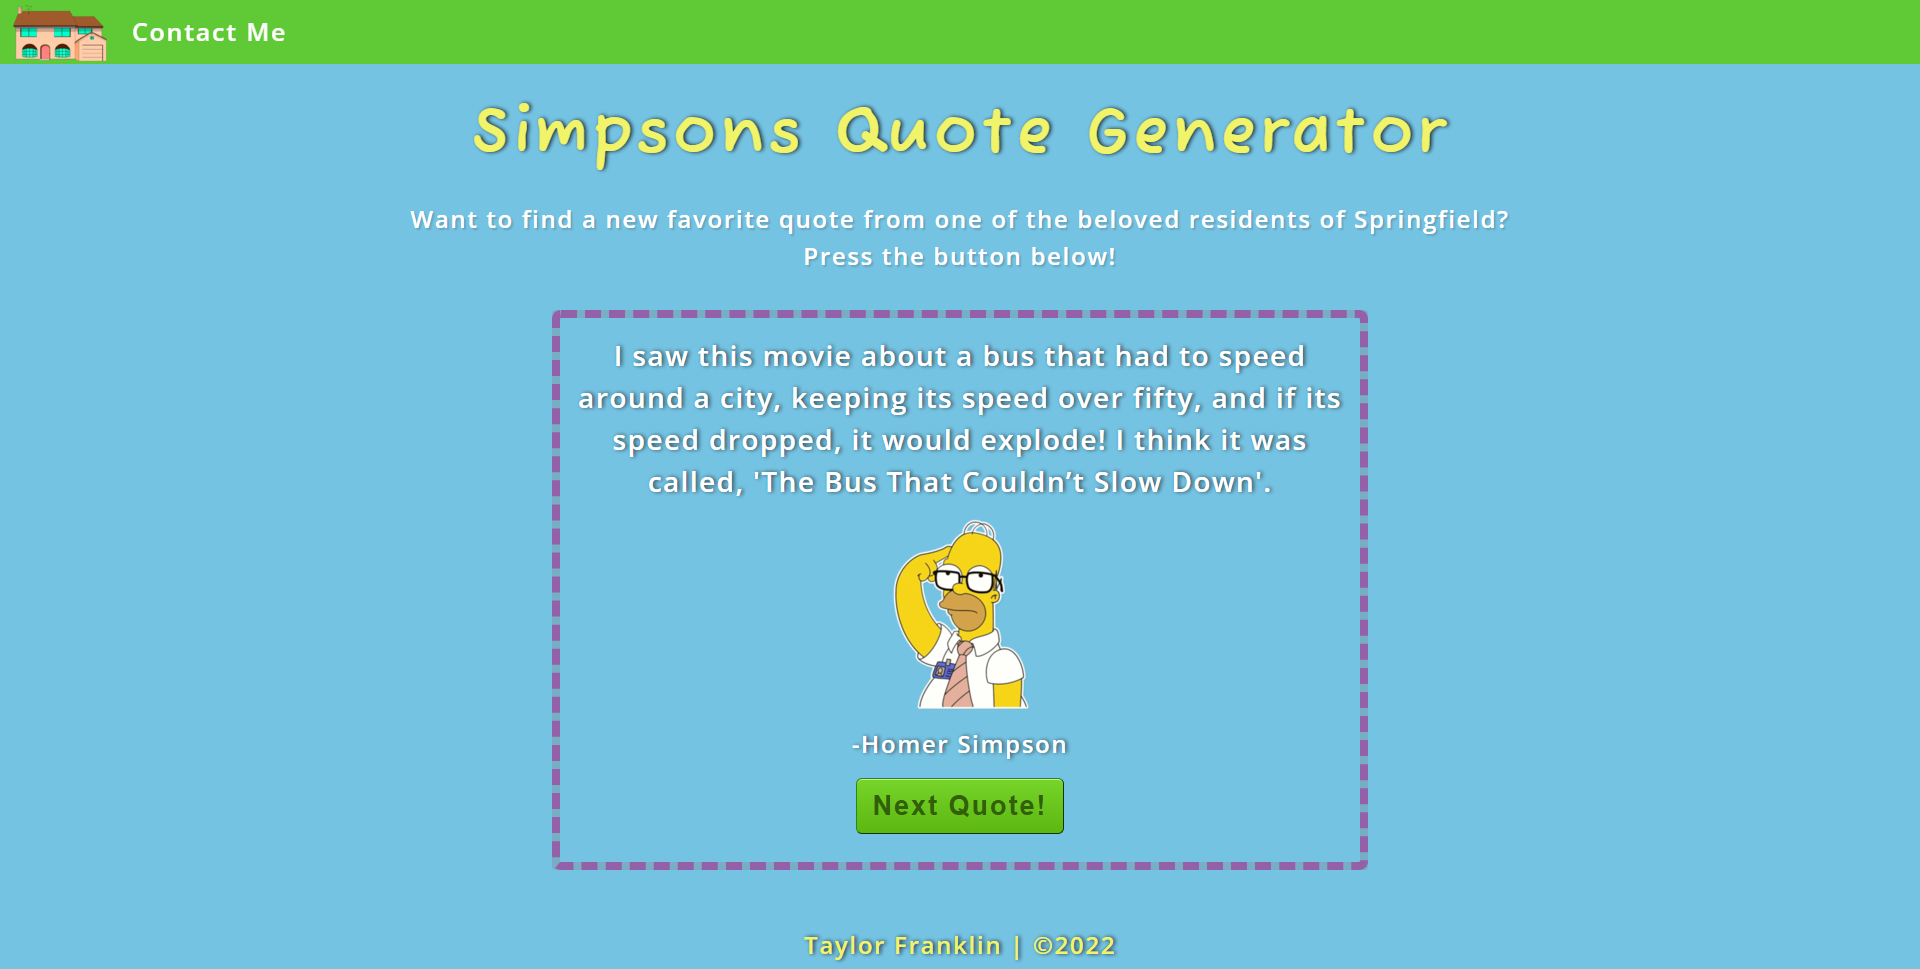 Contact Me
Simpsons Quote Generator
Want to find a new favorite quote from one of the beloved residents of Springfield?
Press the button below!
I saw this movie about a bus that had to speed
around a city, keeping its speed over fifty, and if its
speed dropped, it would explode! I think it was
called, 'The Bus That Couldn’t Slow Down'.
-Homer Simpson
Next Quote!
Taylor Franklin | ©2022